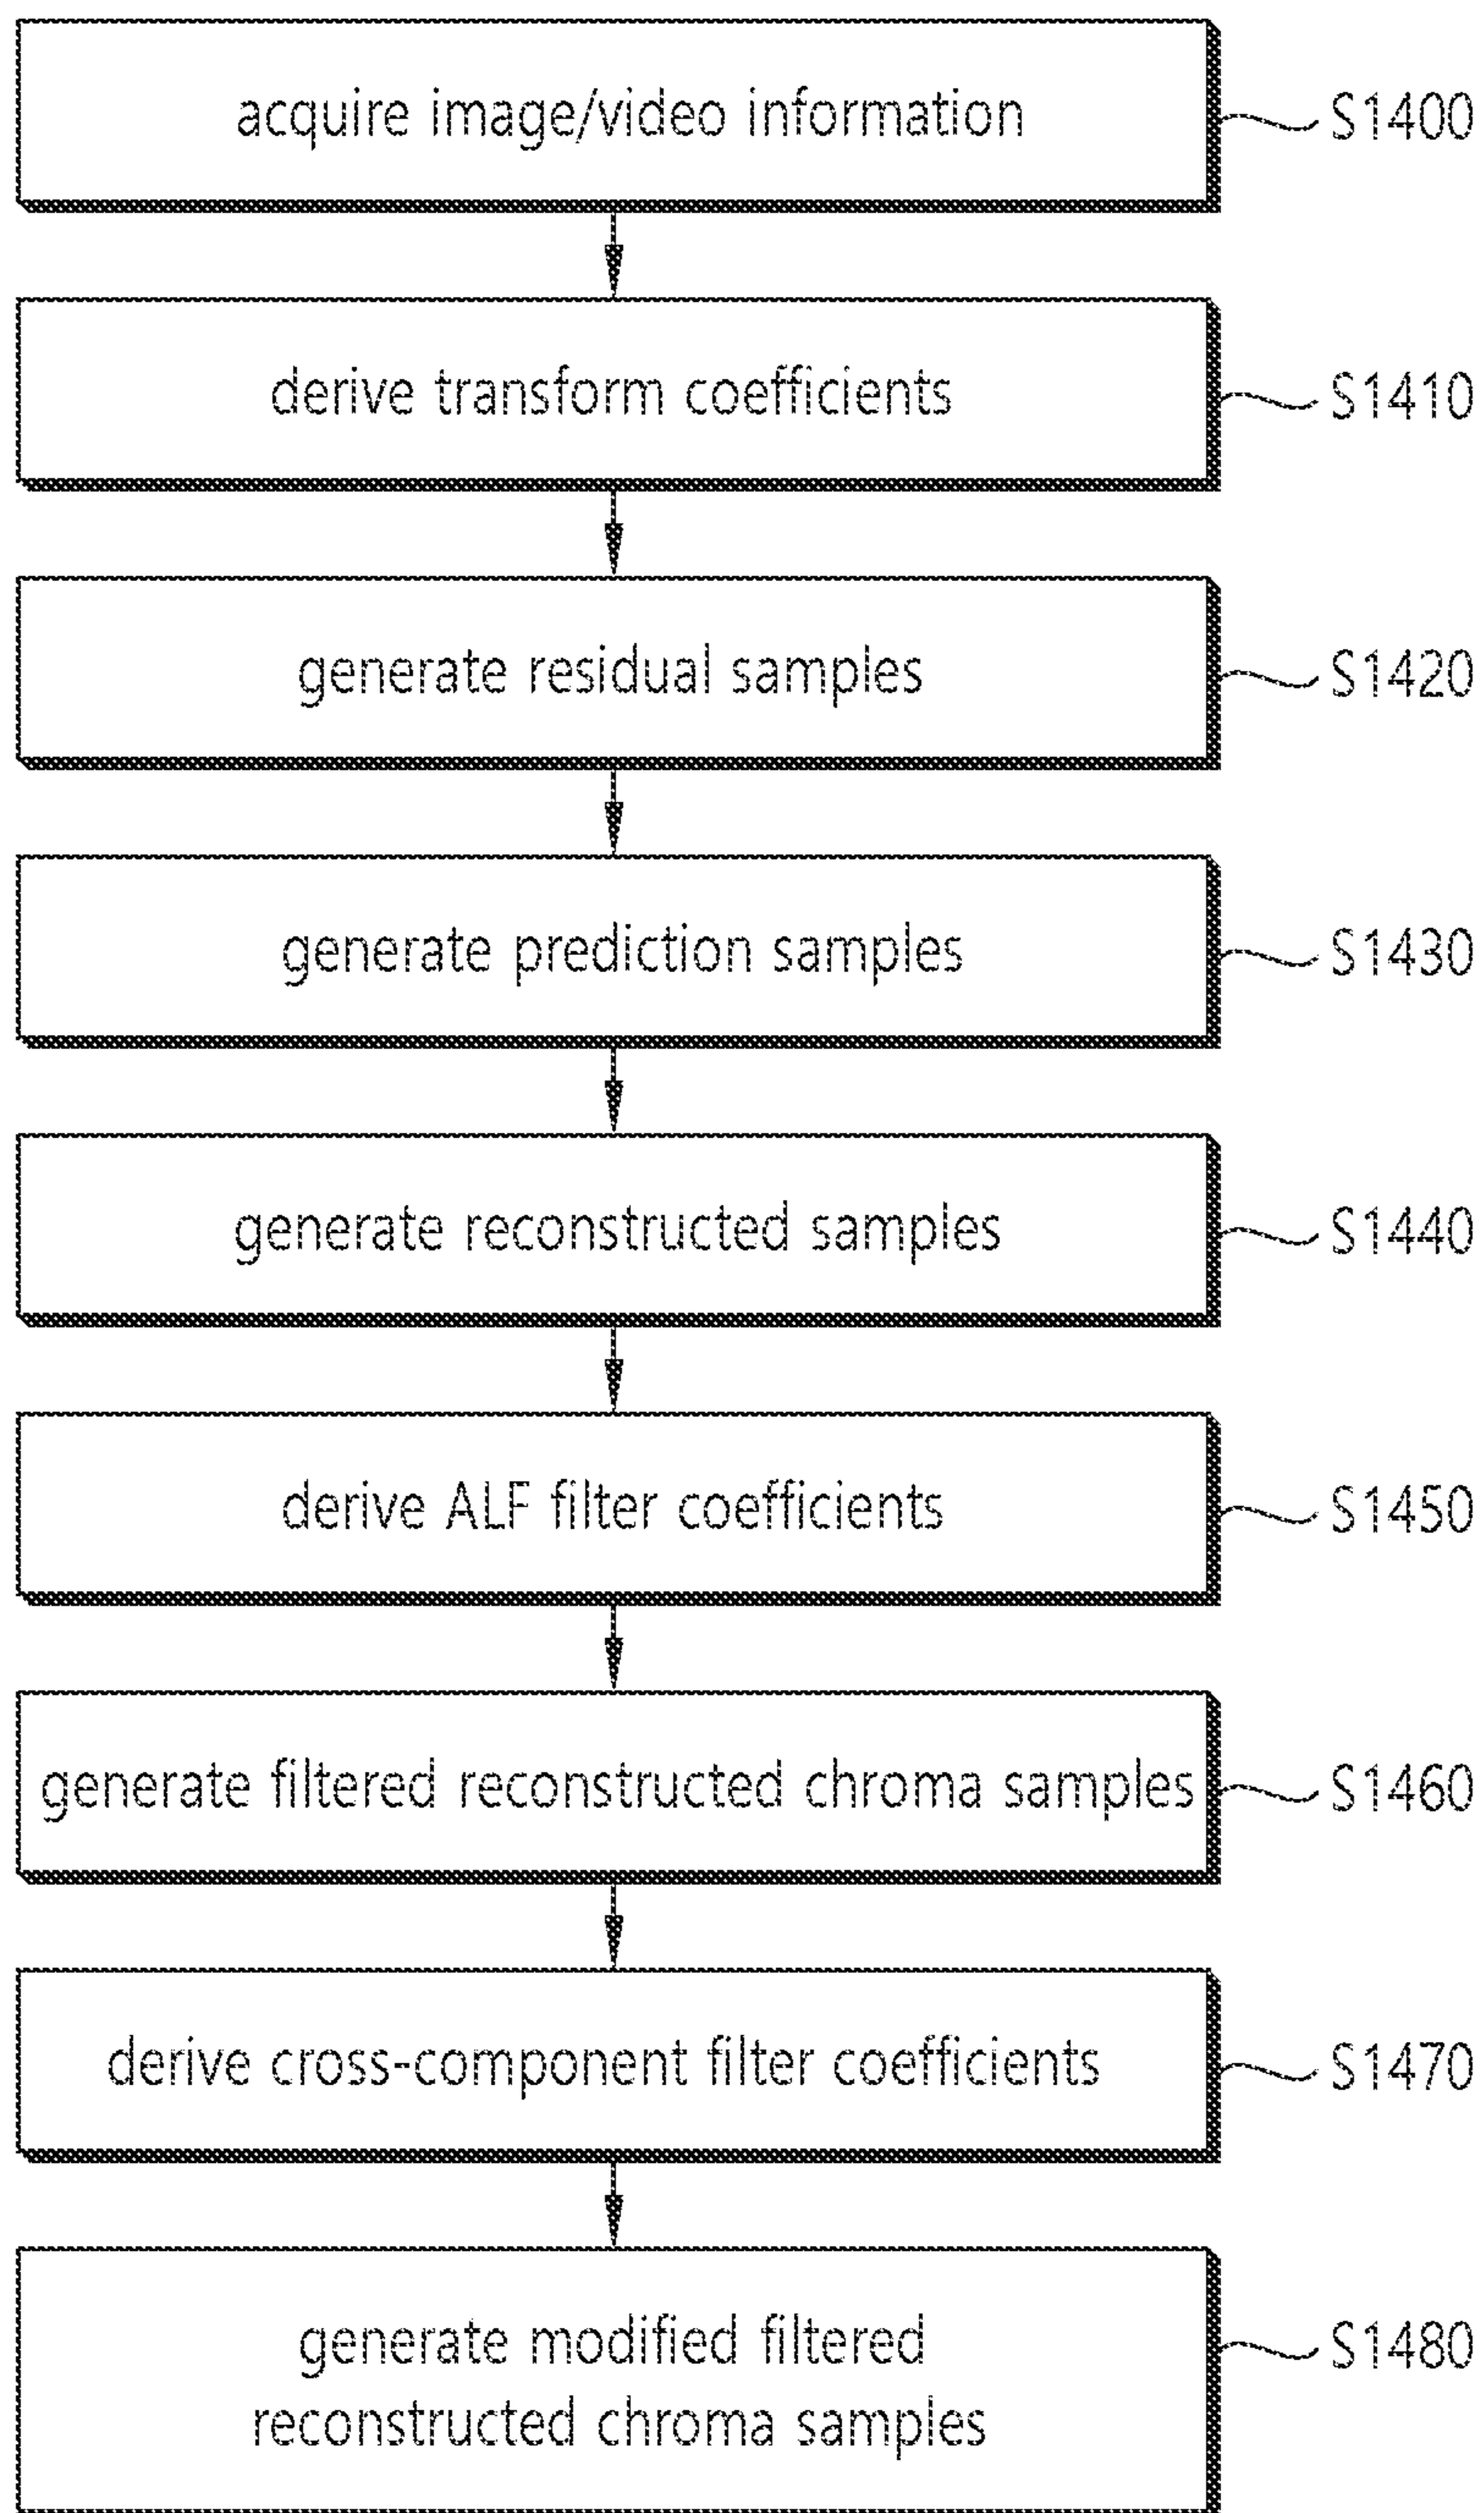 acquire image/video information
S1400
derive transform coefficients
S1410
generate residual samples
S1420
generate prediction samples
S1430
generate reconstructed samples
S1440
derive ALF filter coefficients
S1450
generate filtered reconstructed chroma samples
S1460
derive cross-component filter coefficients
S1470
generate modified filtered
reconstructed chroma samples
S1480